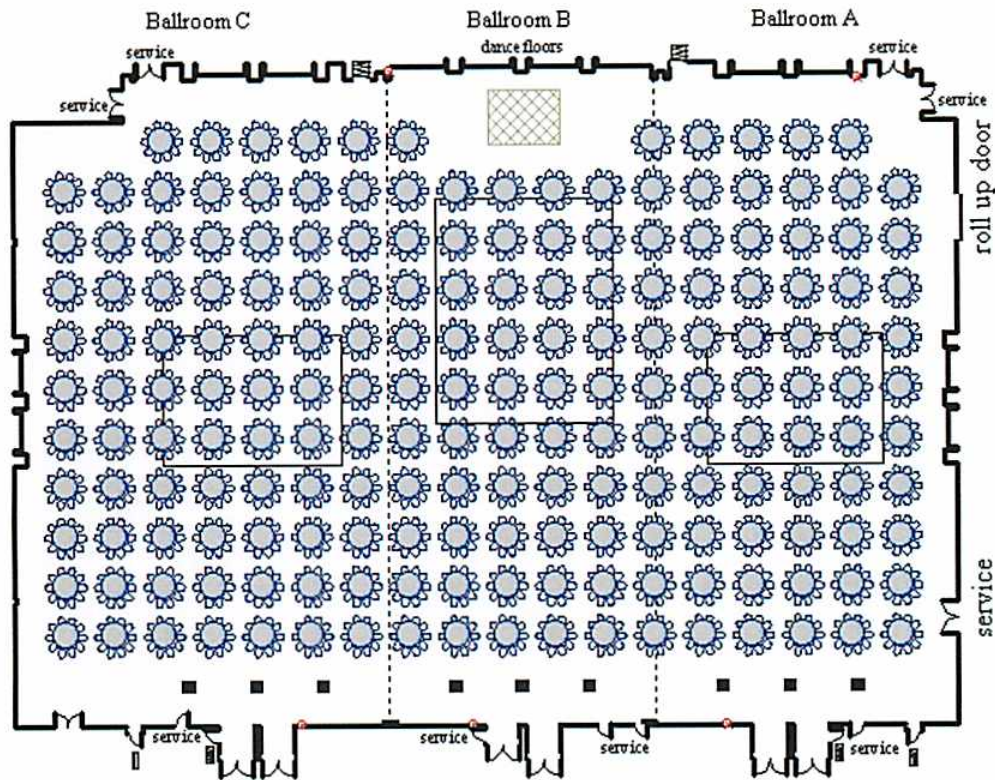 Ballroom C
Ballroom B
Ballroom A
service
dance floors
service
service
service
roll up door
service
service
service
service
service